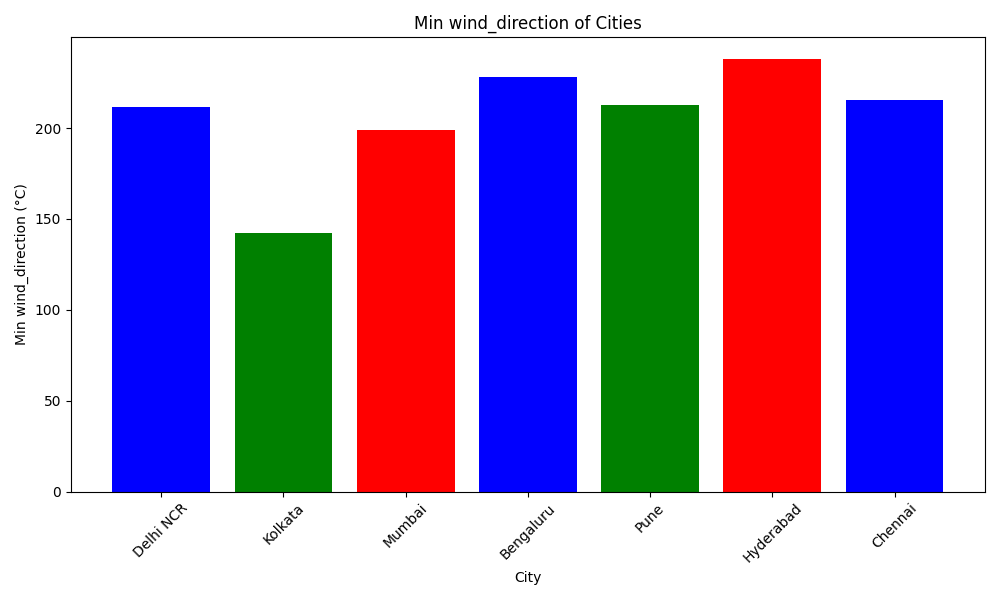 Min wind_direction of Cities
Min wind_direction (°C)
200
150
100
50
0
Delhi NCR
Kolkata
Mumbai
Bengaluru
Pune
Hyderabad
Chennai
City